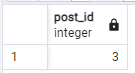 post_id
integer
1 3